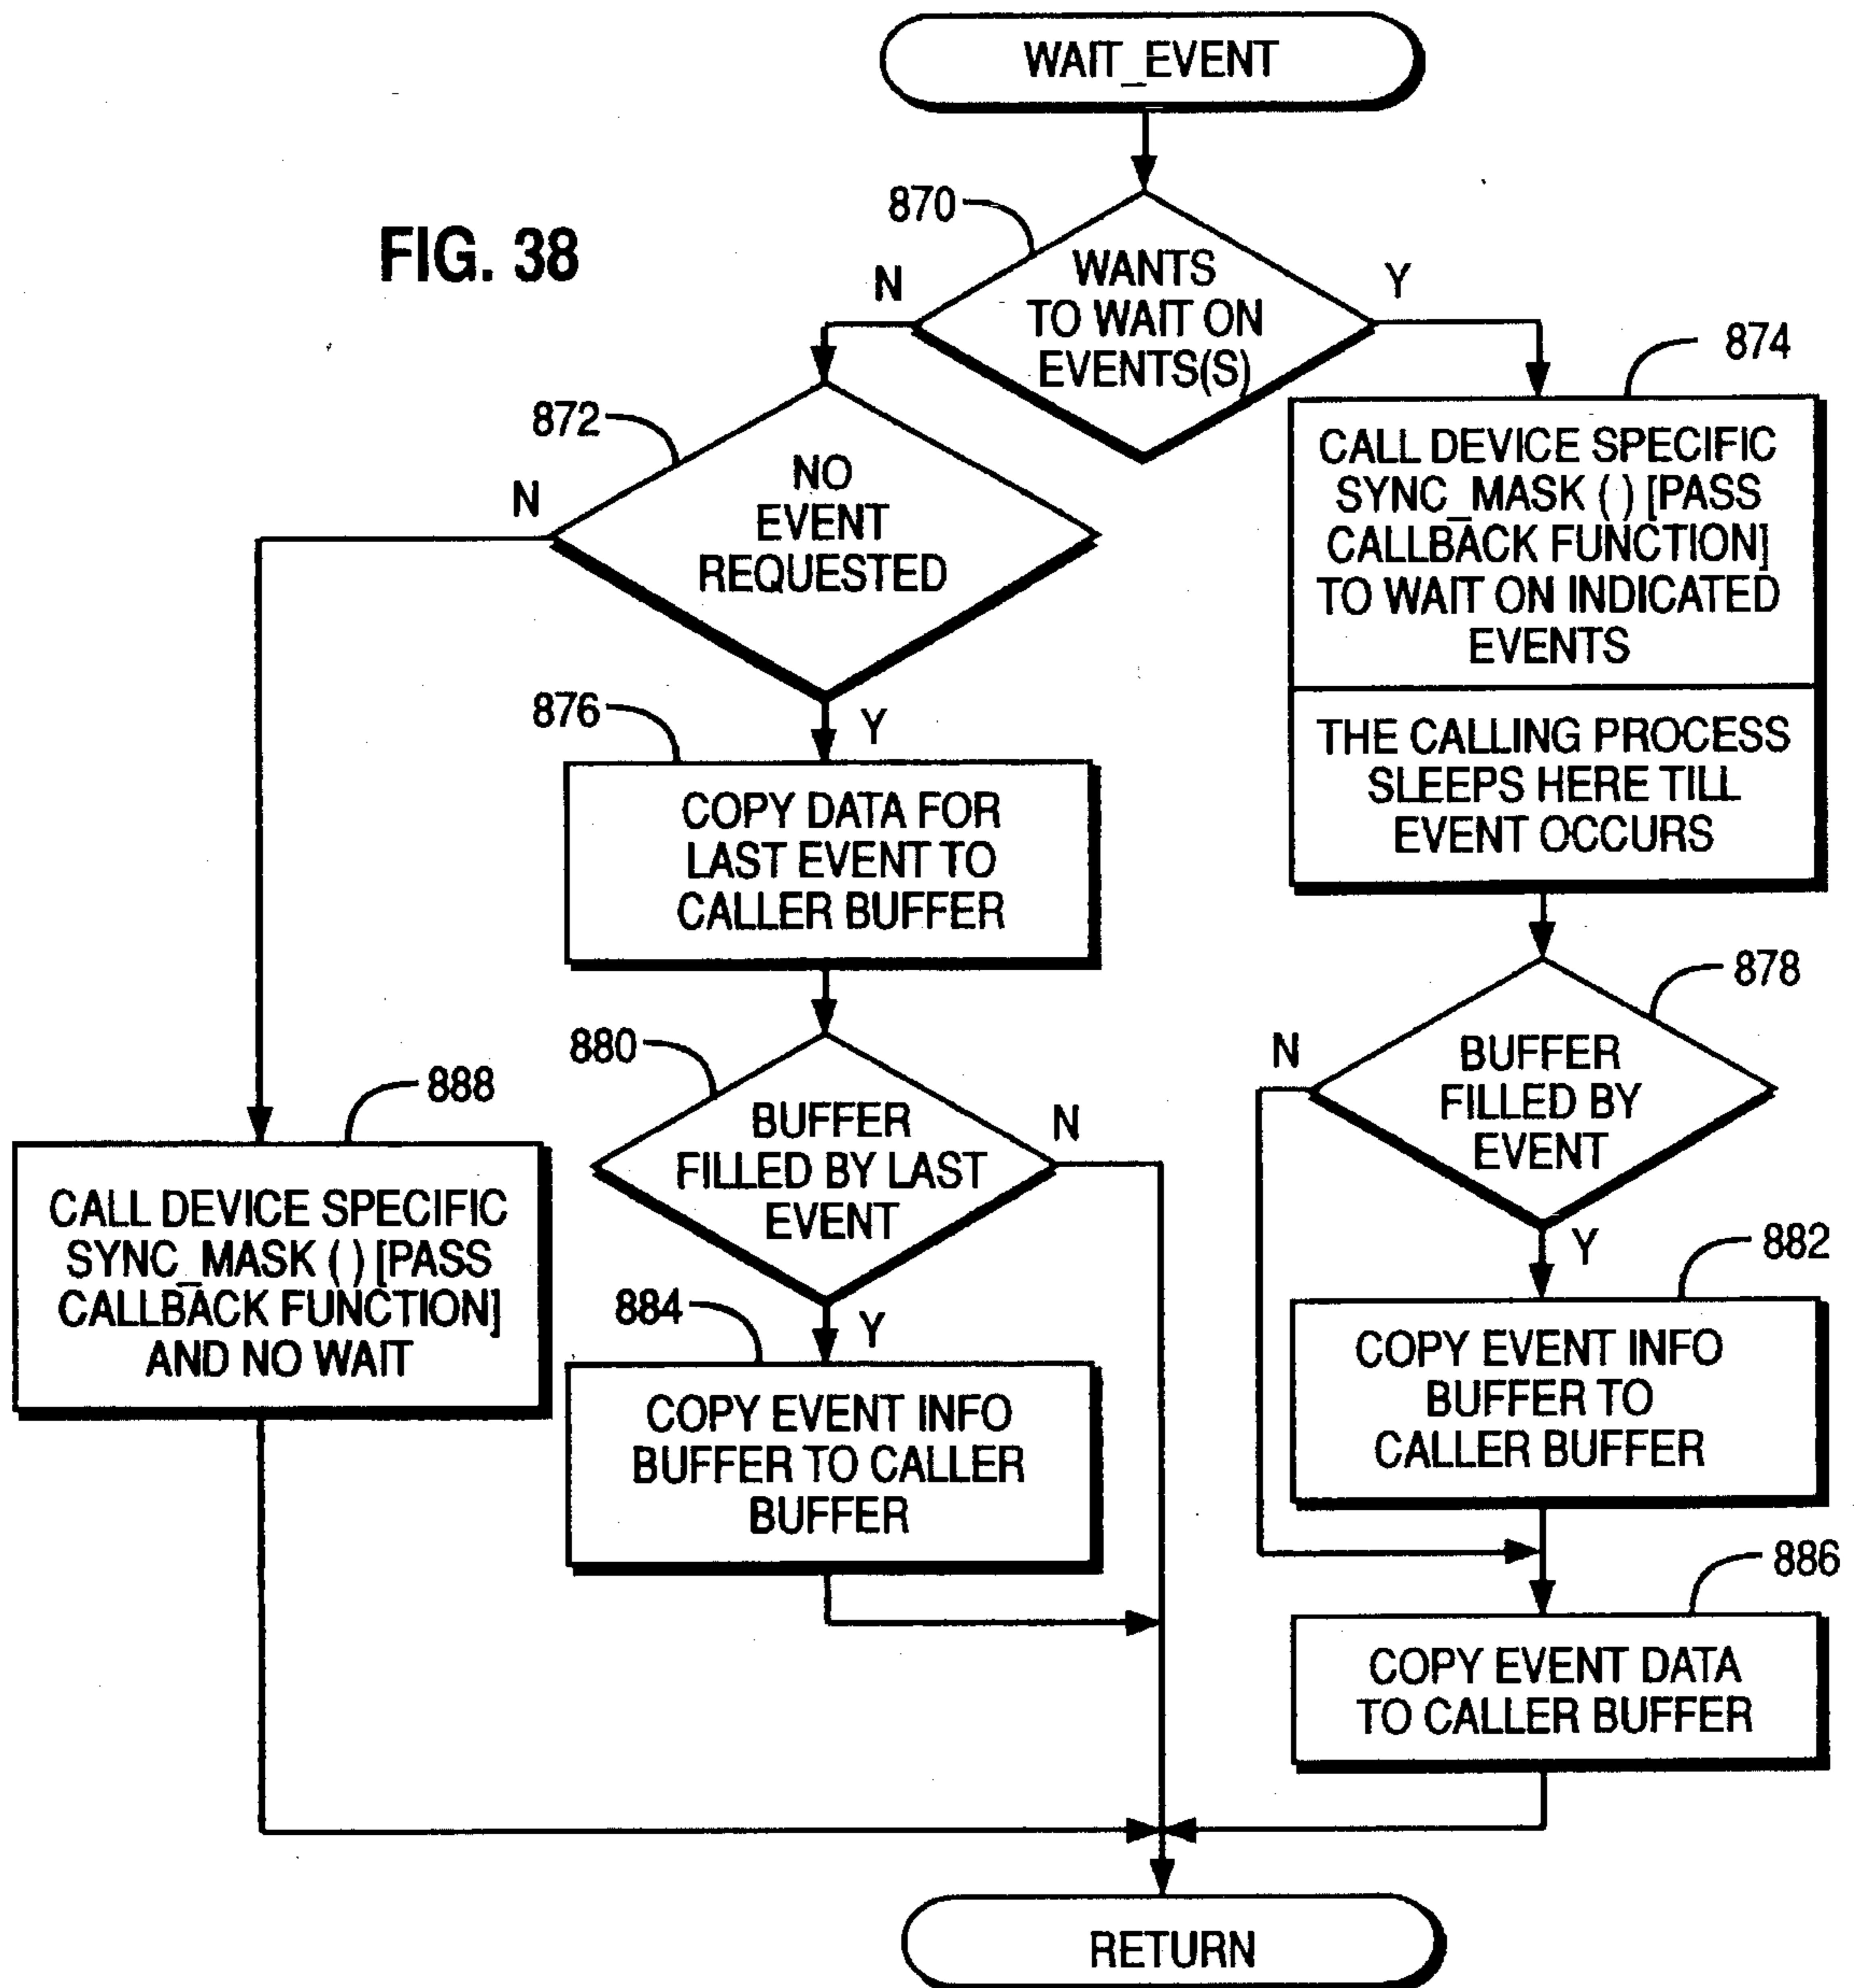 WAIT_EVENT
FIG. 38
870
WANTS
TO WAIT ON
EVENTS(S)
N
Y
872
NO
EVENT
REQUESTED
N
Y
874
CALL DEVICE SPECIFIC
SYNC_MASK ( ) [PASS
CALLBACK FUNCTION]
TO WAIT ON INDICATED
EVENTS
THE CALLING PROCESS
SLEEPS HERE TILL
EVENT OCCURS
876
COPY DATA FOR
LAST EVENT TO
CALLER BUFFER
878
BUFFER
FILLED BY
EVENT
N
Y
880
BUFFER
FILLED BY LAST
EVENT
N
Y
888
CALL DEVICE SPECIFIC
SYNC_MASK ( ) [PASS
CALLBACK FUNCTION]
AND NO WAIT
884
COPY EVENT INFO
BUFFER TO CALLER
BUFFER
882
COPY EVENT INFO
BUFFER TO
CALLER BUFFER
886
COPY EVENT DATA
TO CALLER BUFFER
RETURN